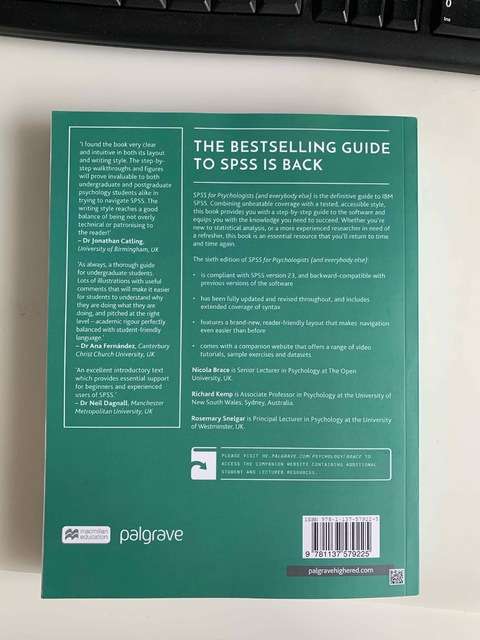 'I found the book very clear
and intuitive in both its layout
and writing style. The step-by-
step walkthroughs and figures
will prove invaluable to both
undergraduate and postgraduate
psychology students alike in
trying to navigate SPSS. The
writing style reaches a good
balance of being not overly
technical or patronising to
the reader!'
– Dr Jonathan Catling,
University of Birmingham, UK
'As always, a thorough guide
for undergraduate students.
Lots of illustrations with useful
comments that will make it easier
for students to understand why
they are doing what they are
doing, and pitched at the right
level – academic rigour perfectly
balanced with student-friendly
language.'
– Dr Ana Fernández, Canterbury
Christ Church University, UK
'An excellent introductory text
which provides essential support
for beginners and experienced
users of SPSS.'
– Dr Neil Dagnall, Manchester
Metropolitan University, UK
THE BESTSELLING GUIDE
TO SPSS IS BACK
SPSS for Psychologists (and everybody else) is the definitive guide to IBM
SPSS. Combining unbeatable coverage with a tested, accessible style,
this book provides you with a step-by-step guide to the software and
equips you with the knowledge you need to succeed. Whether you're
new to statistical analysis, or a more experienced researcher in need of
a refresher, this book is an essential resource that you'll return to time
and time again.
The sixth edition of SPSS for Psychologists (and everybody else):
• is compliant with SPSS version 23, and backward-compatible with
previous versions of the software
• has been fully updated and revised throughout, and includes
extended coverage of syntax
• features a brand-new, reader-friendly layout that makes navigation
even easier than before
• comes with a companion website that offers a range of video
tutorials, sample exercises and datasets
Nicola Brace is Senior Lecturer in Psychology at The Open
University, UK.
Richard Kemp is Associate Professor in Psychology at the University of
New South Wales, Sydney, Australia.
Rosemary Snelgar is Principal Lecturer in Psychology at the University
of Westminster, UK.
PLEASE VISIT HE.PALGRAVE.COM/PSYCHOLOGY/BRACE TO
ACCESS THE COMPANION WEBSITE CONTAINING ADDITIONAL
STUDENT AND LECTURER RESOURCES.
macmillan
education
palgrave
ISBN 978-1-137-57922-5
9 781137 579225
palgravehighered.com
0
Ins